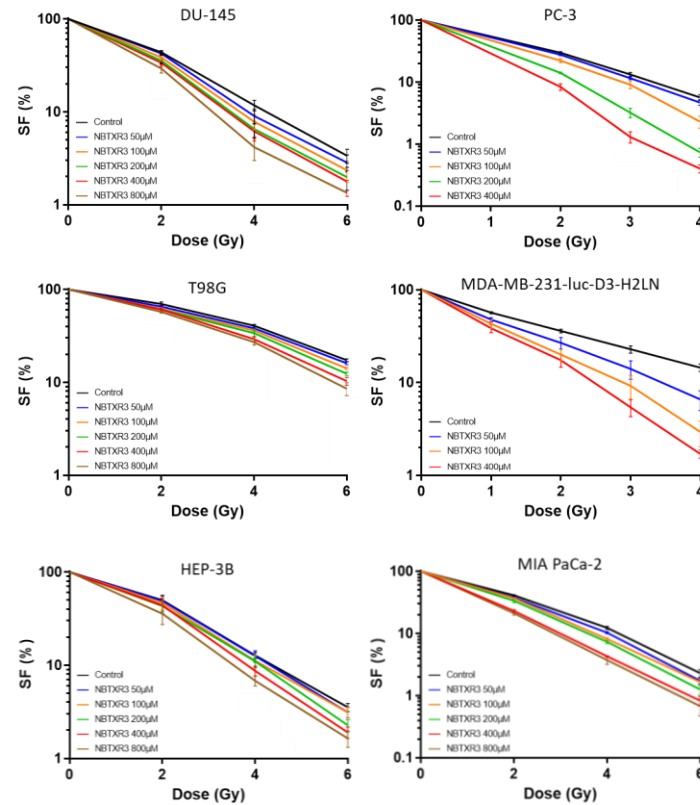 DU-145
SF (%)
100
10
1
Control
NBTXR3 50µM
NBTXR3 100µM
NBTXR3 200µM
NBTXR3 400µM
NBTXR3 800µM
0
2
4
6
Dose (Gy)
PC-3
SF (%)
100
10
1
0.1
Control
NBTXR3 50µM
NBTXR3 100µM
NBTXR3 200µM
NBTXR3 400µM
0
1
2
3
4
Dose (Gy)
T98G
SF (%)
100
10
1
Control
NBTXR3 50µM
NBTXR3 100µM
NBTXR3 200µM
NBTXR3 400µM
NBTXR3 800µM
0
2
4
6
Dose (Gy)
MDA-MB-231-luc-D3-H2LN
SF (%)
100
10
1
Control
NBTXR3 50µM
NBTXR3 100µM
NBTXR3 400µM
0
1
2
3
4
Dose (Gy)
HEP-3B
SF (%)
100
10
1
Control
NBTXR3 50µM
NBTXR3 100µM
NBTXR3 200µM
NBTXR3 400µM
NBTXR3 800µM
0
2
4
6
Dose (Gy)
MIA PaCa-2
SF (%)
100
10
1
0.1
Control
NBTXR3 50µM
NBTXR3 100µM
NBTXR3 200µM
NBTXR3 400µM
NBTXR3 800µM
0
2
4
6
Dose (Gy)